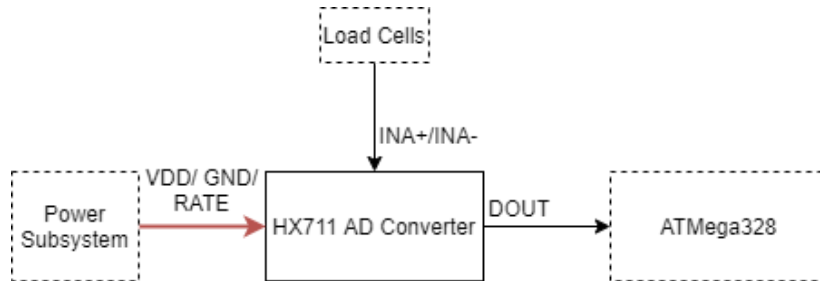 Load Cells
INA+/INA-
VDD/ GND/
RATE
Power
Subsystem
HX711 AD Converter
DOUT
ATMega328